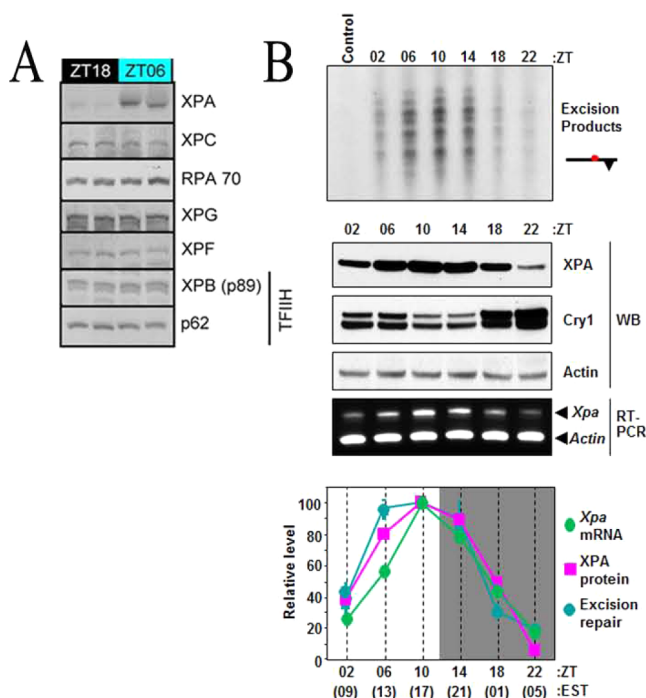 A
ZT18 ZT06
XPA
XPC
RPA 70
XPG
XPF
XPB (p89)
p62
TFIIH
B
Control
02 06 10 14 18 22 :ZT
Excision
Products
02 06 10 14 18 22 :ZT
XPA
Cry1
Actin
WB
Xpa
Actin
RT-
PCR
Relative level
100
80
60
40
20
0
Xpa
mRNA
XPA
protein
Excision
repair
02 06 10 14 18 22 :ZT
(09) (13) (17) (21) (01) (05) :EST